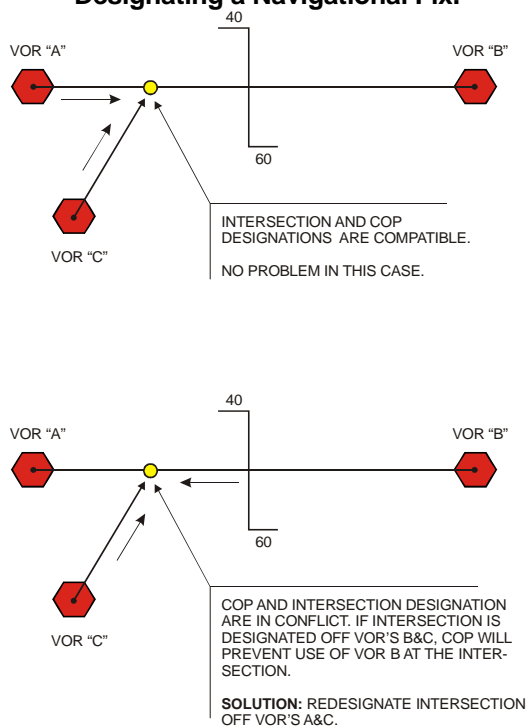 Designating a Navigational Fix.
40
VOR "A"
VOR "B"
60
VOR "C"
INTERSECTION AND COP
DESIGNATIONS ARE COMPATIBLE.
NO PROBLEM IN THIS CASE.
40
VOR "A"
VOR "B"
60
VOR "C"
COP AND INTERSECTION DESIGNATION
ARE IN CONFLICT. IF INTERSECTION IS
DESIGNATED OFF VOR'S B&C, COP WILL
PREVENT USE OF VOR B AT THE INTER-
SECTION.
SOLUTION: REDESIGNATE INTERSECTION
OFF VOR'S A&C.